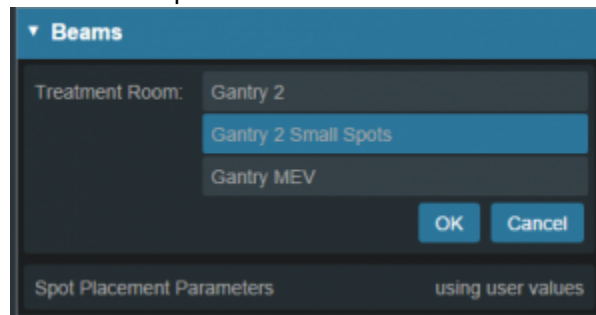 Beams
Treatment Room: Gantry 2
Gantry 2 Small Spots
Gantry MEV
OK Cancel
Spot Placement Parameters using user values